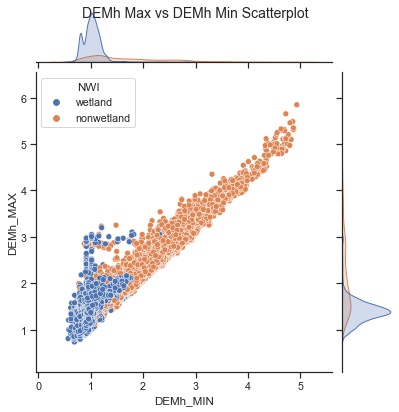 DEMh Max vs DEMh Min Scatterplot
NWI
wetland
nonwetland
6
5
4
3
2
1
DEMh_MAX
0
1
2
3
4
5
DEMh_MIN